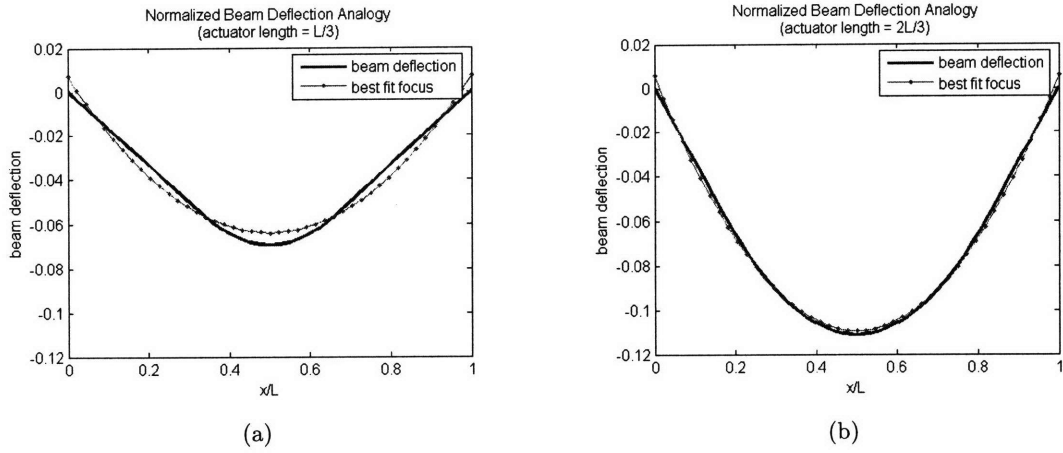 Normalized Beam Deflection Analogy
(actuator length = L/3)
0.02
0
-0.02
-0.04
-0.06
-0.08
-0.1
-0.12
beam deflection
beam deflection
best fit focus
0
0.2
0.4
0.6
0.8
1
x/L
(a)
Normalized Beam Deflection Analogy
(actuator length = 2L/3)
0.02
0
-0.02
-0.04
-0.06
-0.08
-0.1
-0.12
beam deflection
beam deflection
best fit focus
0
0.2
0.4
0.6
0.8
1
x/L
(b)